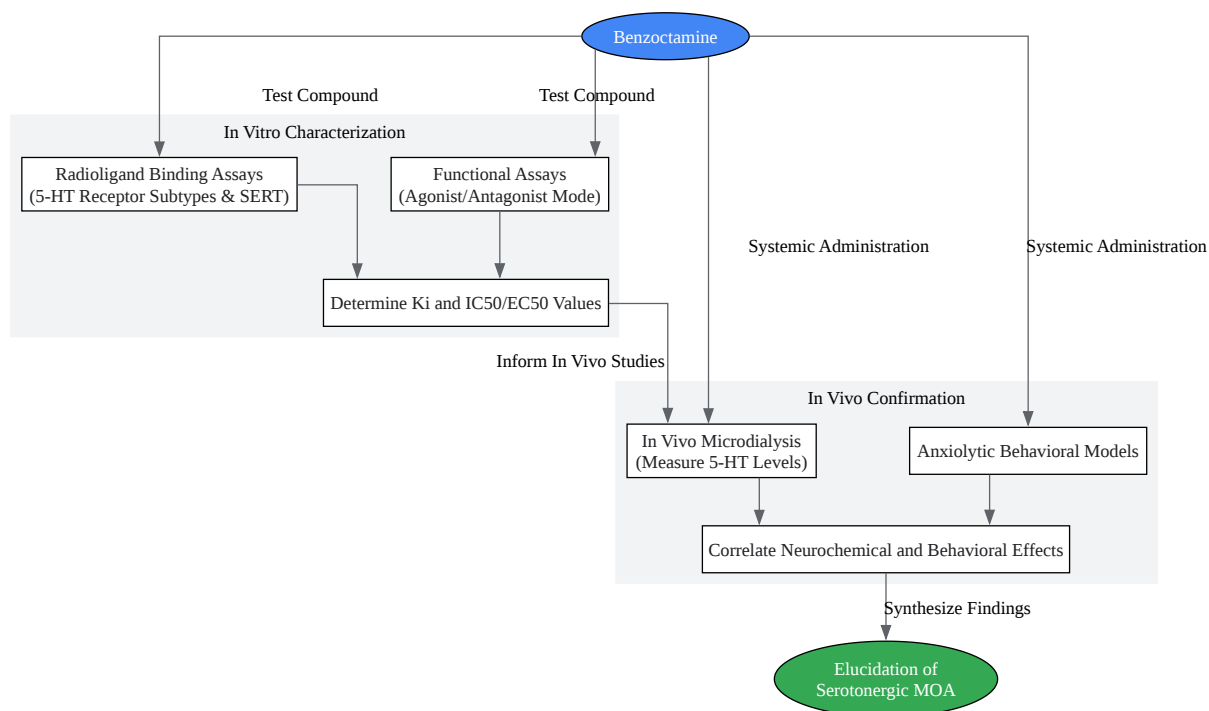 Benzoctamine
Test Compound
Test Compound
In Vitro Characterization
Radioligand Binding Assays
(5-HT Receptor Subtypes & SERT)
Functional Assays
(Agonist/Antagonist Mode)
Systemic Administration
Systemic Administration
Determine Ki and IC50/EC50 Values
Inform In Vivo Studies
In Vivo Confirmation
In Vivo Microdialysis
(Measure 5-HT Levels)
Anxiolytic Behavioral Models
Correlate Neurochemical and Behavioral Effects
Synthesize Findings
Elucidation of
Serotonergic MOA